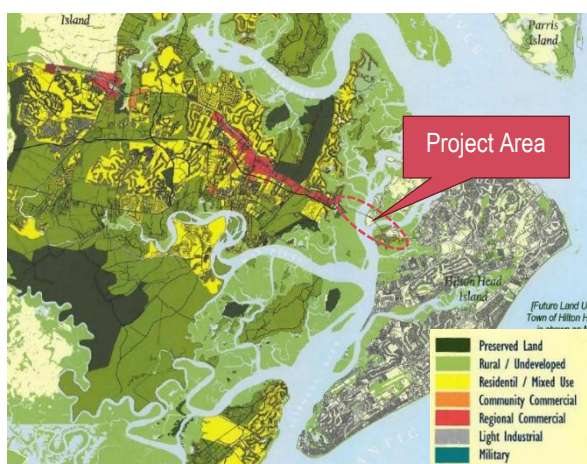 Island
Parris
Island
Project Area
Hilton Head
Island
[Future Land U
Town of Hilton H
Preserved Land
Rural / Undeveloped
Residentil / Mixed Use
Community Commercial
Regional Commercial
Light Industrial
Military